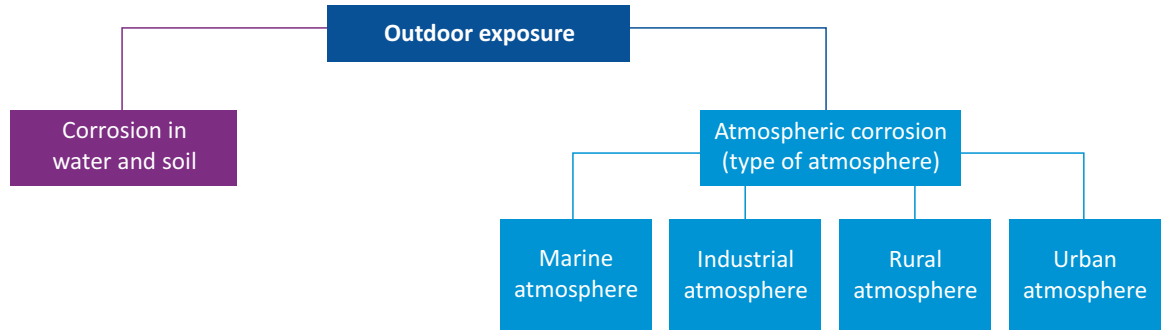 Outdoor exposure
Corrosion in
water and soil
Atmospheric corrosion
(type of atmosphere)
Marine
atmosphere
Industrial
atmosphere
Rural
atmosphere
Urban
atmosphere